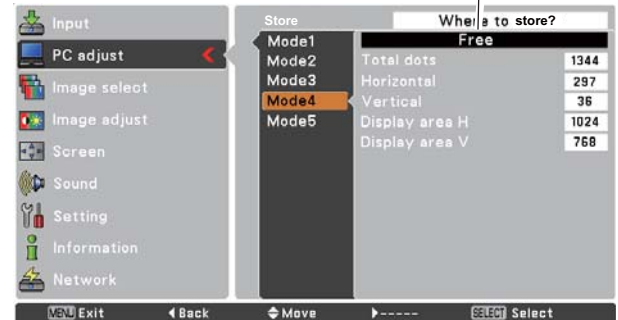 Input
PC adjust
Image select
Image adjust
Screen
Sound
Setting
Information
Network
Store
Where to store?
Mode1
Mode2
Mode3
Mode4
Mode5
Free
Total dots 1344
Horizontal 297
Vertical 36
Display area H 1024
Display area V 768
MENU Exit Back Move ----- SELECT Select